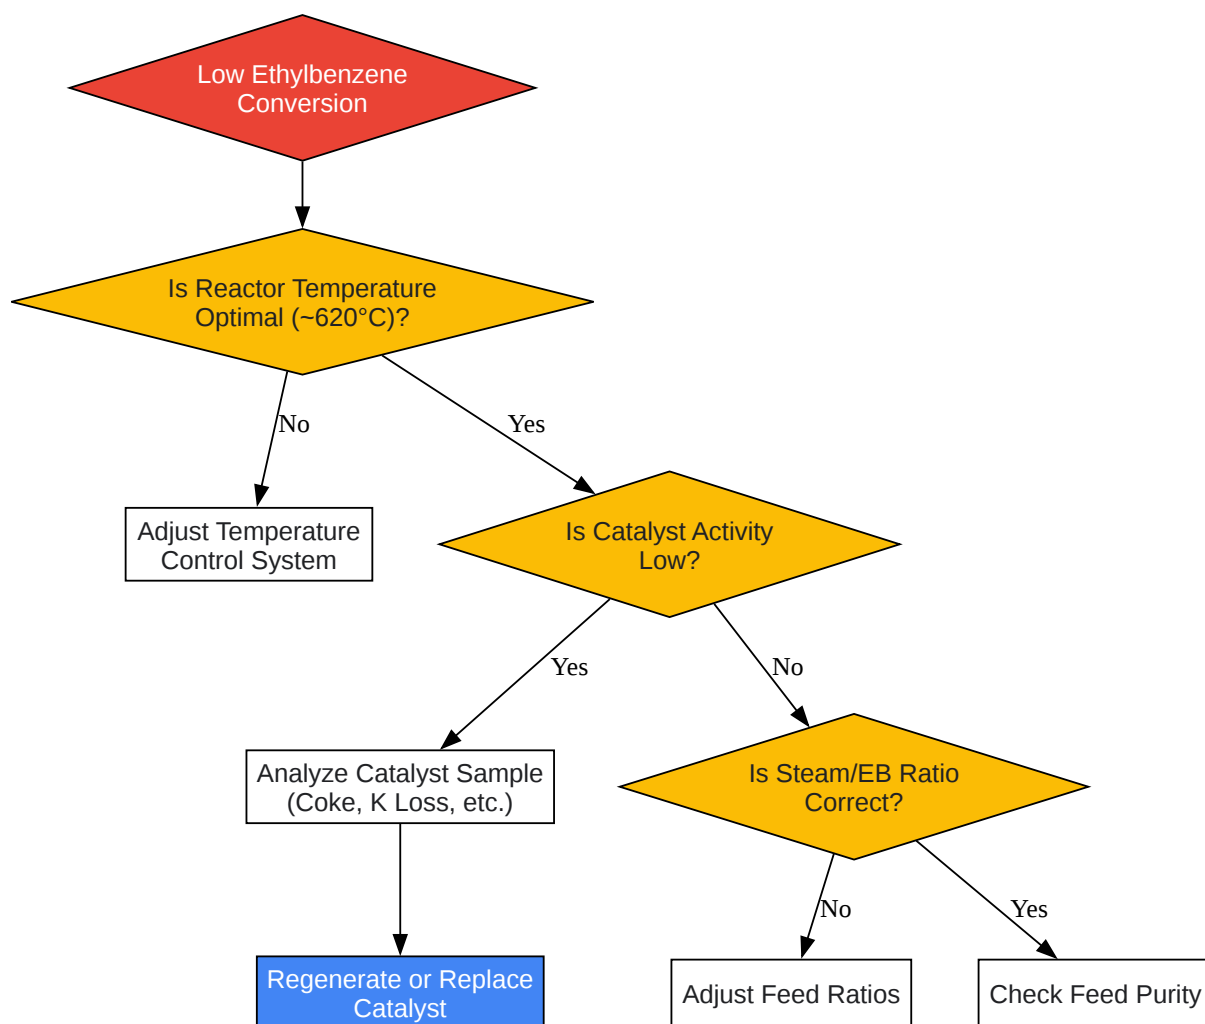 Low Ethylbenzene
Conversion
Is Reactor Temperature
Optimal (~620°C)?
No
Yes
Adjust Temperature
Control System
Is Catalyst Activity
Low?
Yes
No
Analyze Catalyst Sample
(Coke, K Loss, etc.)
Is Steam/EB Ratio
Correct?
No
Yes
Regenerate or Replace
Catalyst
Adjust Feed Ratios
Check Feed Purity